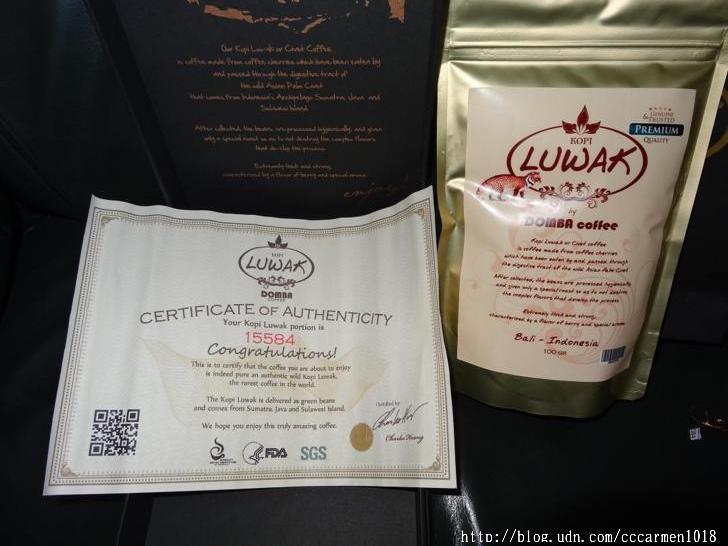 Our Kopi Luwak or Civet Coffee
is coffee made from coffee cherries which have been eaten by
and passed through the digestive tract of
the wild Asian Palm Civet
that comes from Indonesia's Archipelago Sumatra, Java and
Sulawesi Island.
After collected, the beans are processed hygienically, and given
only a special roast so as to not destroy the complex flavors
that develop the process.
Extremely thick and strong,
characterized by a flavor of berry and special aroma.
enjoy!
KOPI
LUWAK
DOMBA
COFFEE
CERTIFICATE OF AUTHENTICITY
Your Kopi Luwak portion is
15584
Congratulations!
This is to certify that the coffee you are about to enjoy
is indeed pure an authentic wild Kopi Luwak,
the rarest coffee in the world.
The Kopi Luwak is delivered as green beans
and comes from Sumatra, Java and Sulawesi Island.
We hope you enjoy this truly amazing coffee.
Certified by
Charlie Huang
FDA
SGS
GENUINE
& TRUSTED
PREMIUM
QUALITY
KOPI
LUWAK
by
DOMBA coffee
Kopi Luwak or Civet coffee
is coffee made from coffee cherries
which have been eaten by and passed through
the digestive tract of the wild Asian Palm Civet
After collected, the beans are processed hygienically
and given only a special roast so as to not destroy
the complex flavors that develop the process
Extremely thick and strong,
characterized by a flavor of berry and special aroma.
Bali - Indonesia
100 GR
http://blog.udn.com/cccarmen1018